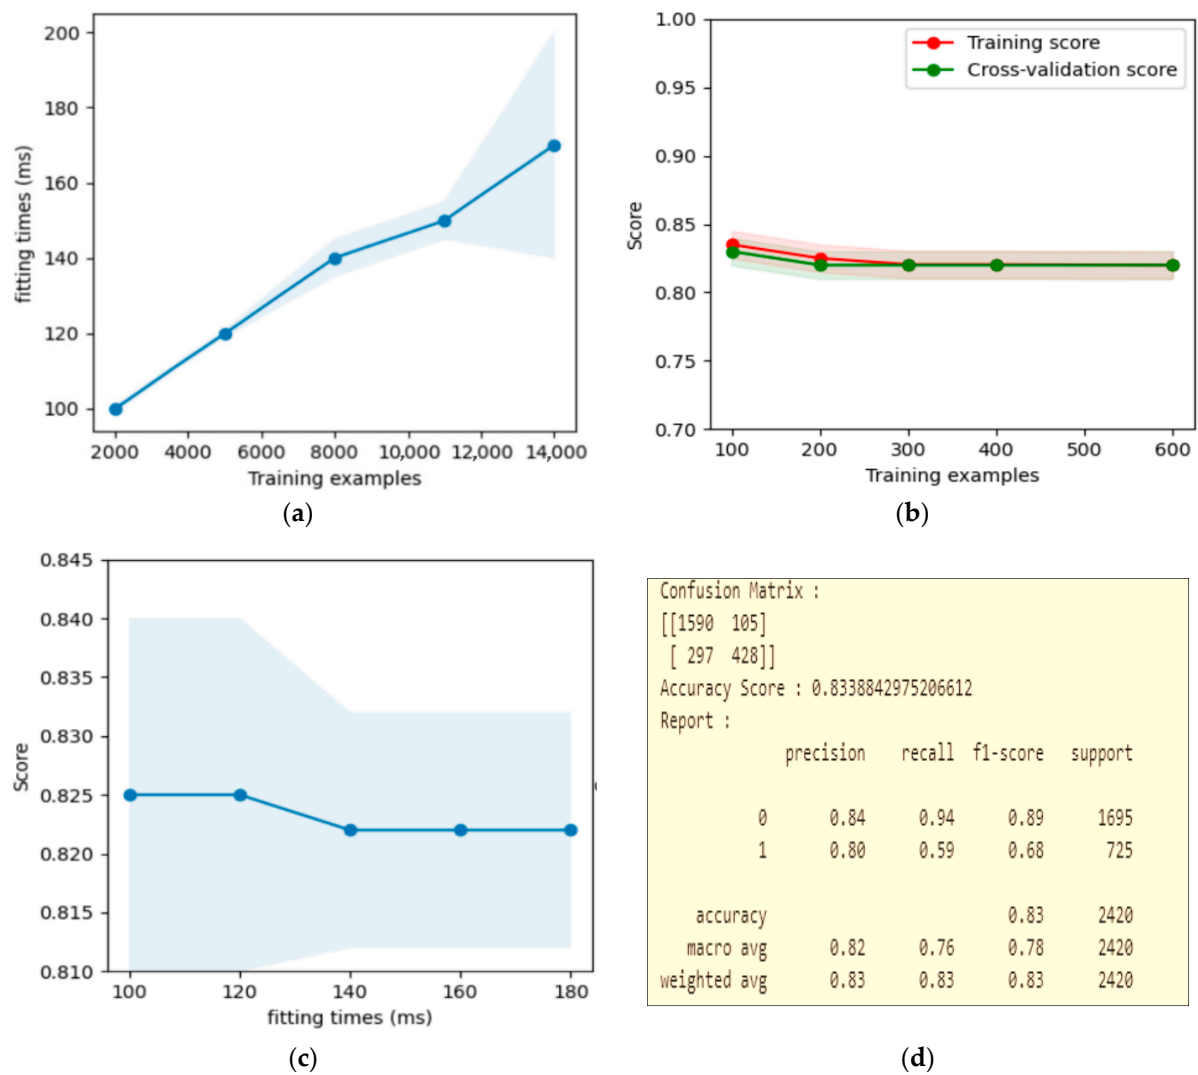 200
180
160
140
120
100
fitting times (ms)
2000 4000 6000 8000 10,000 12,000 14,000
Training examples
(a)
1.00
0.95
0.90
0.85
0.80
0.75
0.70
Score
Training score
Cross-validation score
100 200 300 400 500 600
Training examples
(b)
0.845
0.840
0.835
0.830
0.825
0.820
0.815
0.810
Score
100 120 140 160 180
fitting times (ms)
(c)
Confusion Matrix :
[[1590 105]
[ 297 428]]
Accuracy Score : 0.8338842975206612
Report :
precision recall f1-score support
0 0.84 0.94 0.89 1695
1 0.80 0.59 0.68 725
accuracy 0.83 2420
macro avg 0.82 0.76 0.78 2420
weighted avg 0.83 0.83 0.83 2420
(d)